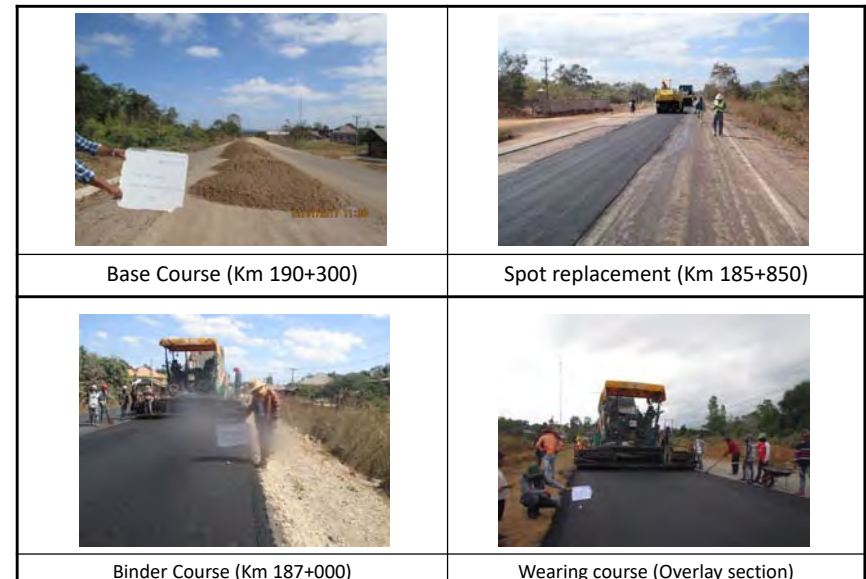 Base Course (Km 190+300)
Spot replacement (Km 185+850)
Binder Course (Km 187+000)
Wearing course (Overlay section)